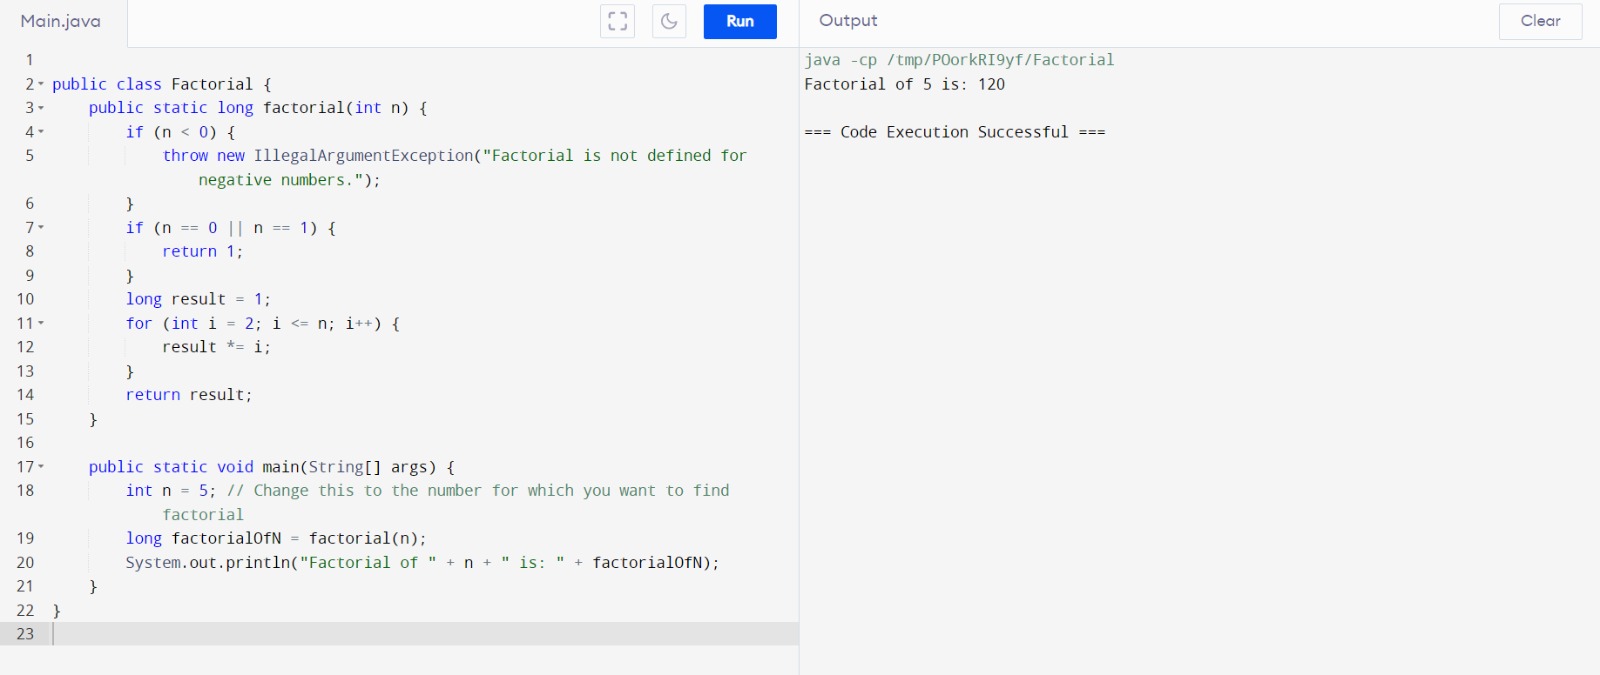 Main.java
Run
1
2 public class Factorial {
3     public static long factorial(int n) {
4         if (n < 0) {
5             throw new IllegalArgumentException("Factorial is not defined for
                negative numbers.");
6         }
7         if (n == 0 || n == 1) {
8             return 1;
9         }
10         long result = 1;
11         for (int i = 2; i <= n; i++) {
12             result *= i;
13         }
14         return result;
15     }
16
17     public static void main(String[] args) {
18         int n = 5; // Change this to the number for which you want to find
            factorial
19         long factorialOfN = factorial(n);
20         System.out.println("Factorial of " + n + " is: " + factorialOfN);
21     }
22 }
23
Output
Clear
java -cp /tmp/POorkRI9yf/Factorial
Factorial of 5 is: 120
=== Code Execution Successful ===